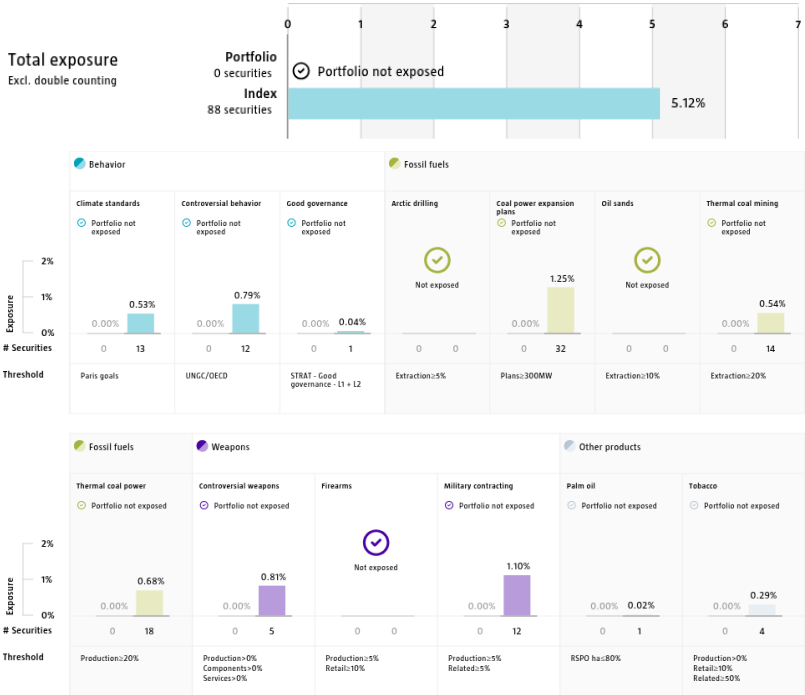 0 1 2 3 4 5 6 7
Total exposure
Excl. double counting
Portfolio
0 securities
Portfolio not exposed
Index
88 securities
5.12%
Behavior
Fossil fuels
Climate standards
Portfolio not
exposed
Controversial behavior
Portfolio not
exposed
Good governance
Portfolio not
exposed
Arctic drilling
Not exposed
Coal power expansion
plans
Portfolio not
exposed
Oil sands
Not exposed
Thermal coal mining
Portfolio not
exposed
Exposure
2%
1%
0%
0.00% 0.53%
0.00% 0.79%
0.00% 0.04%
0.00% 1.25%
0.00% 0.54%
# Securities 0 13 0 12 0 1 0 0 0 32 0 0 0 14
Threshold
Paris goals
UNGC/OECD
STRAT - Good
governance - L1 + L2
Extraction≥5%
Plans≥300MW
Extraction≥10%
Extraction≥20%
Fossil fuels
Weapons
Other products
Thermal coal power
Portfolio not exposed
Controversial weapons
Portfolio not exposed
Firearms
Not exposed
Military contracting
Portfolio not exposed
Palm oil
Portfolio not exposed
Tobacco
Portfolio not exposed
Exposure
2%
1%
0%
0.00% 0.68%
0.00% 0.81%
0.00% 1.10%
0.00% 0.02%
0.00% 0.29%
# Securities 0 18 0 5 0 0 0 12 0 1 0 4
Threshold
Production≥20%
Production>0%
Components>0%
Services>0%
Production≥5%
Retail≥10%
Production≥5%
Related≥5%
RSPO ha≤80%
Production>0%
Retail≥10%
Related≥50%